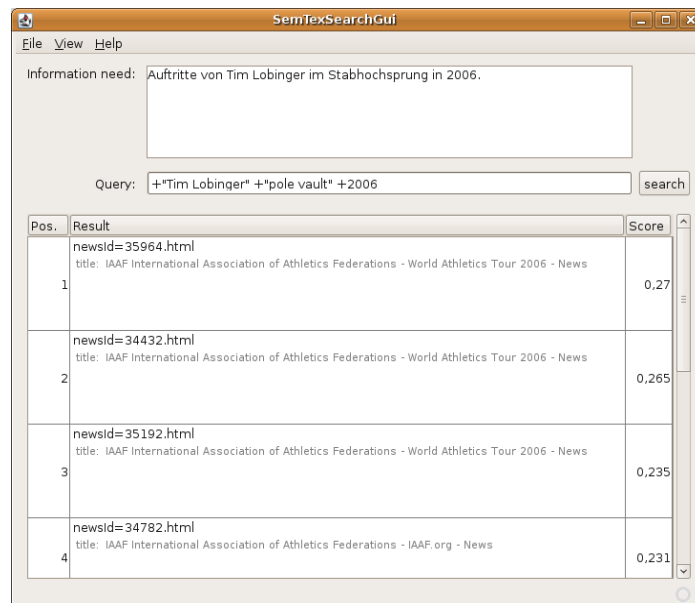 SemTexSearchGui
File View Help
Information need: Auftritte von Tim Lobinger im Stabhochsprung in 2006.
Query: +"Tim Lobinger" +"pole vault" +2006 search
Pos. Result Score
newsId=35964.html
title: IAAF International Association of Athletics Federations - World Athletics Tour 2006 - News
1 0,27
newsId=34432.html
title: IAAF International Association of Athletics Federations - World Athletics Tour 2006 - News
2 0,265
newsId=35192.html
title: IAAF International Association of Athletics Federations - World Athletics Tour 2006 - News
3 0,235
newsId=34782.html
title: IAAF International Association of Athletics Federations - IAAF.org - News
4 0,231